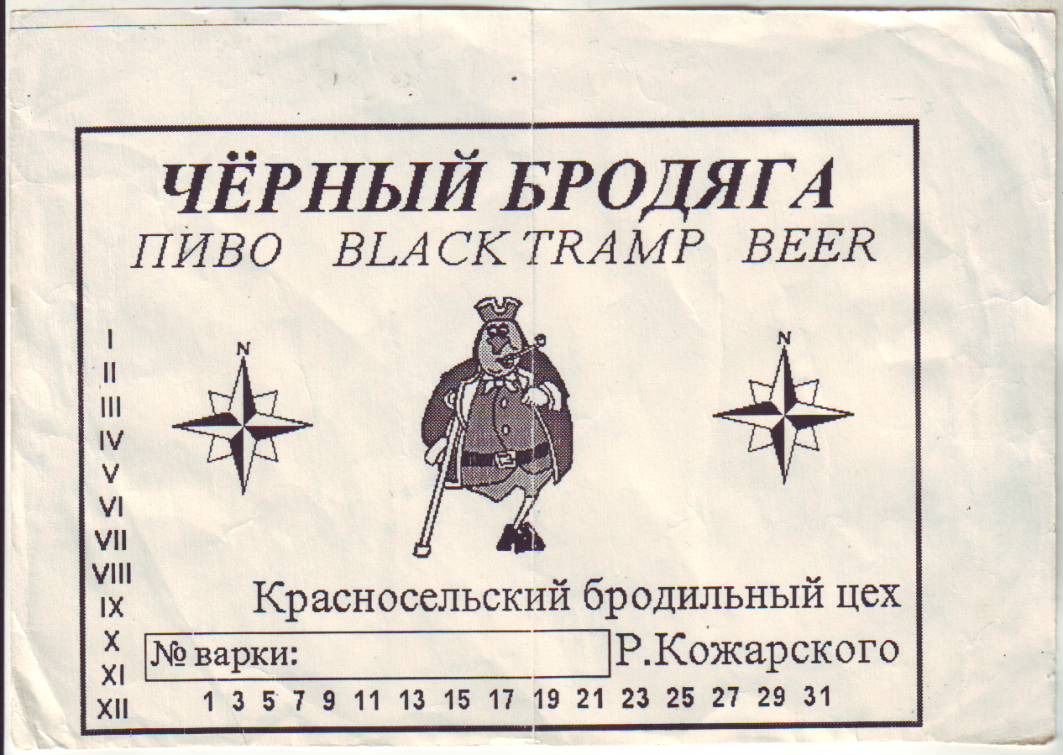 ЧЁРНЫЙ БРОДЯГА
ПИВО BLACK TRAMP BEER
N N
I
II
III
IV
V
VI
VII
VIII
IX
X
XI
XII
Красносельский бродильный цех
№ варки: Р.Кожарского
1 3 5 7 9 11 13 15 17 19 21 23 25 27 29 31